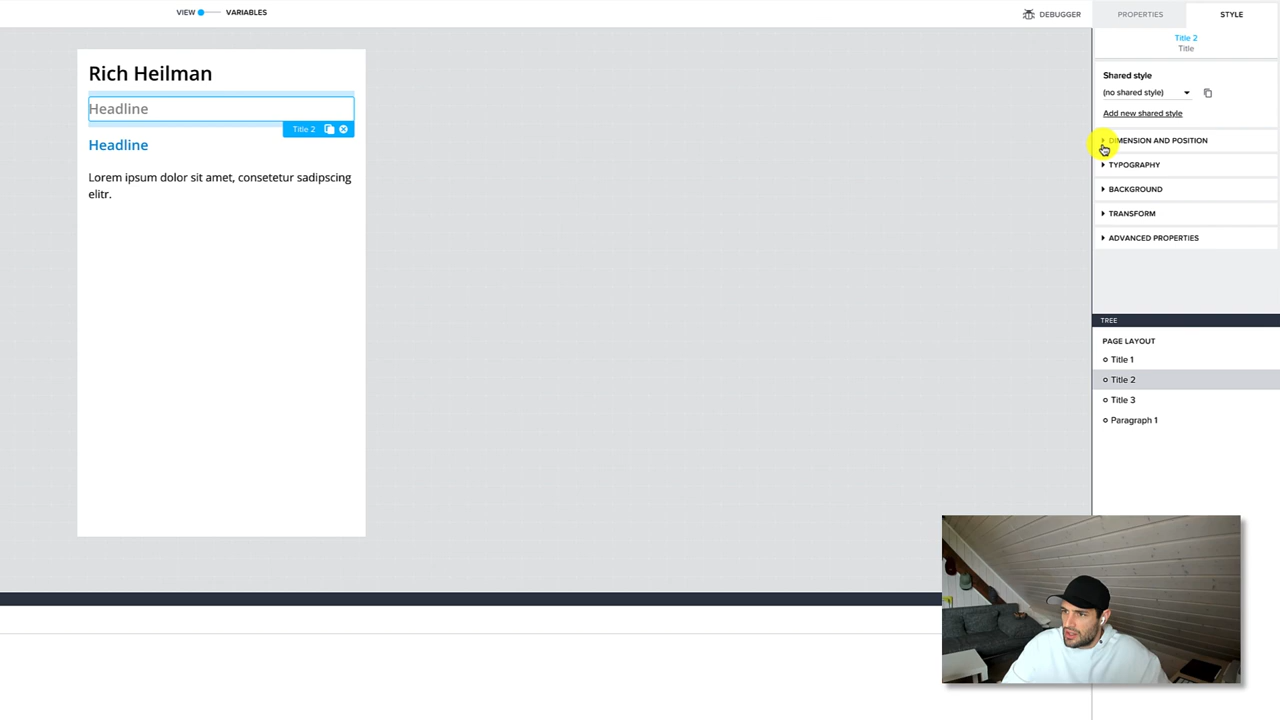 VIEW VARIABLES
DEBUGGER
PROPERTIES
STYLE
Title 2
Title
Shared style
(no shared style)
Add new shared style
DIMENSION AND POSITION
TYPOGRAPHY
BACKGROUND
TRANSFORM
ADVANCED PROPERTIES
Rich Heilman
Headline
Title 2
Headline
Lorem ipsum dolor sit amet, consetetur sadipscing
elitr.
TREE
PAGE LAYOUT
Title 1
Title 2
Title 3
Paragraph 1